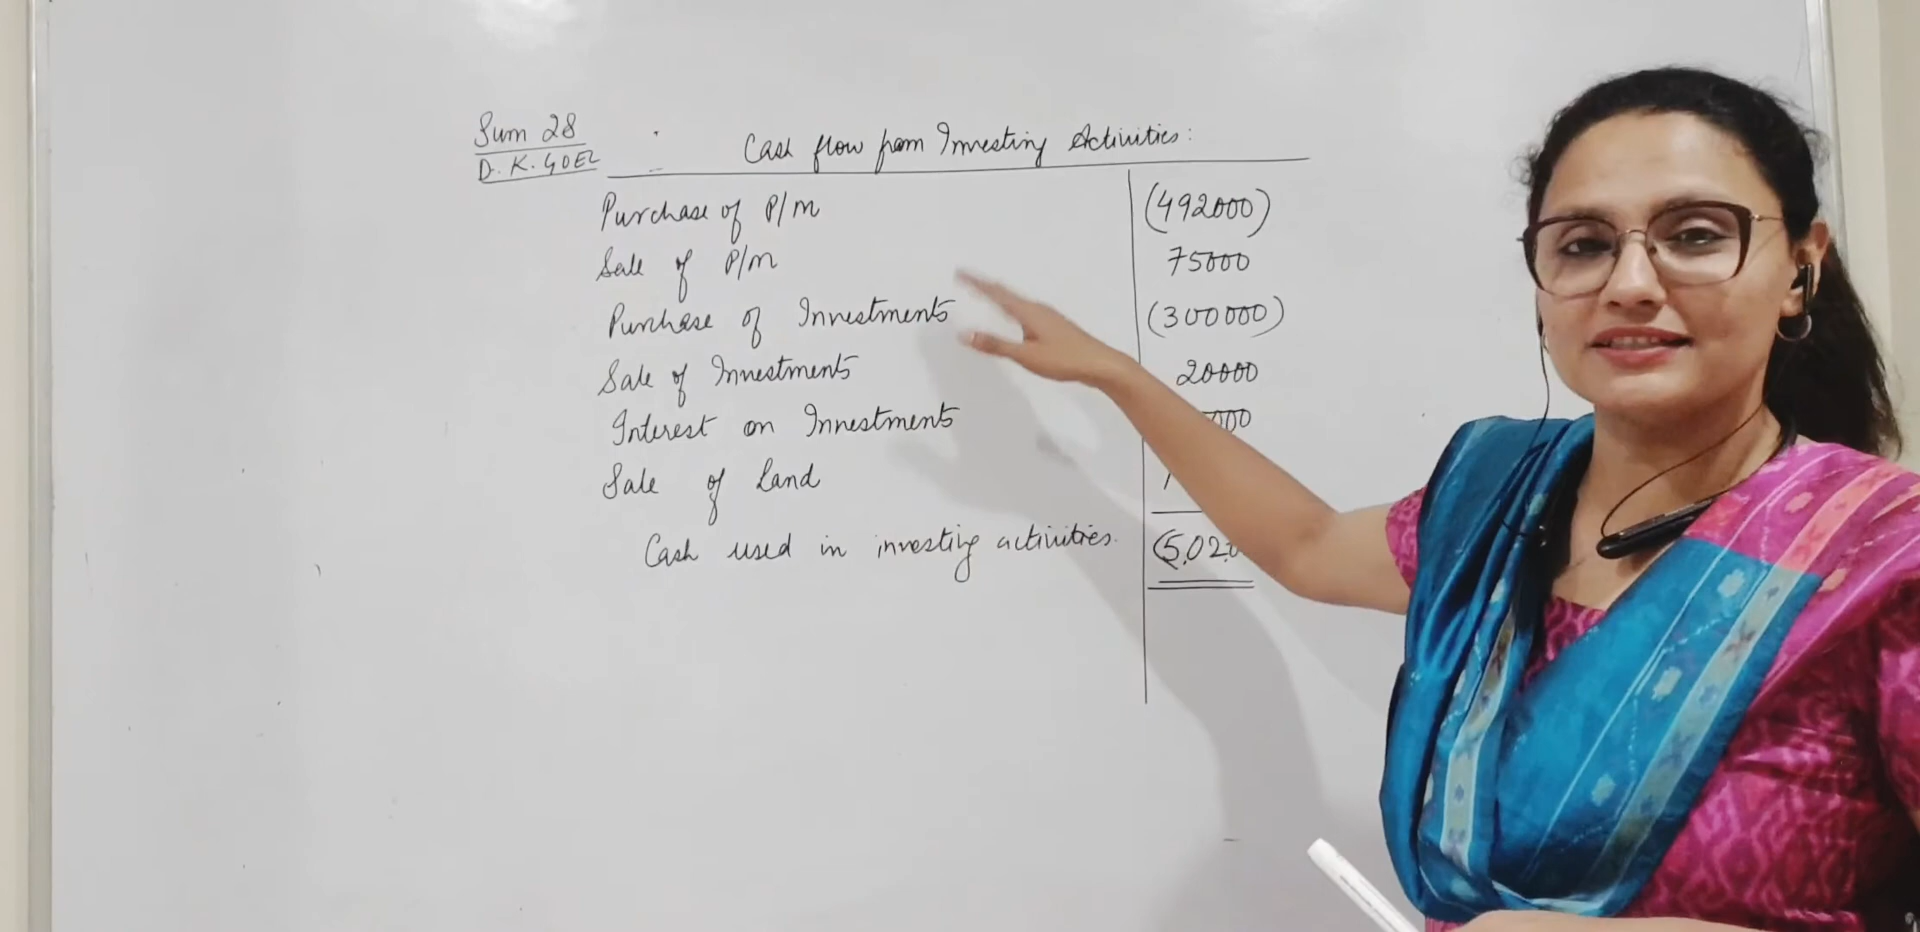 Sum 28
D. K. GOEL
Cash flow from Investing Activities:
Purchase of P/M (492000)
Sale of P/M 75000
Purchase of Investments (300000)
Sale of Investments 20000
Interest on Investments
Sale of Land
Cash used in investing activities.